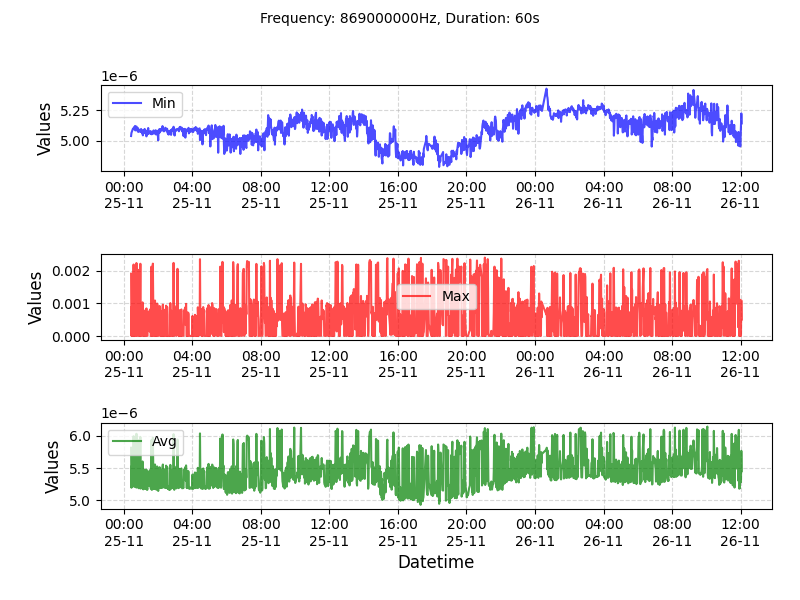 Frequency: 869000000Hz, Duration: 60s
1e−6
Values
5.25
5.00
Min
00:00 04:00 08:00 12:00 16:00 20:00 00:00 04:00 08:00 12:00
25-11 25-11 25-11 25-11 25-11 25-11 26-11 26-11 26-11 26-11
Values
0.002
0.001
0.000
Max
00:00 04:00 08:00 12:00 16:00 20:00 00:00 04:00 08:00 12:00
25-11 25-11 25-11 25-11 25-11 25-11 26-11 26-11 26-11 26-11
1e−6
Values
6.0
5.5
5.0
Avg
00:00 04:00 08:00 12:00 16:00 20:00 00:00 04:00 08:00 12:00
25-11 25-11 25-11 25-11 25-11 25-11 26-11 26-11 26-11 26-11
Datetime